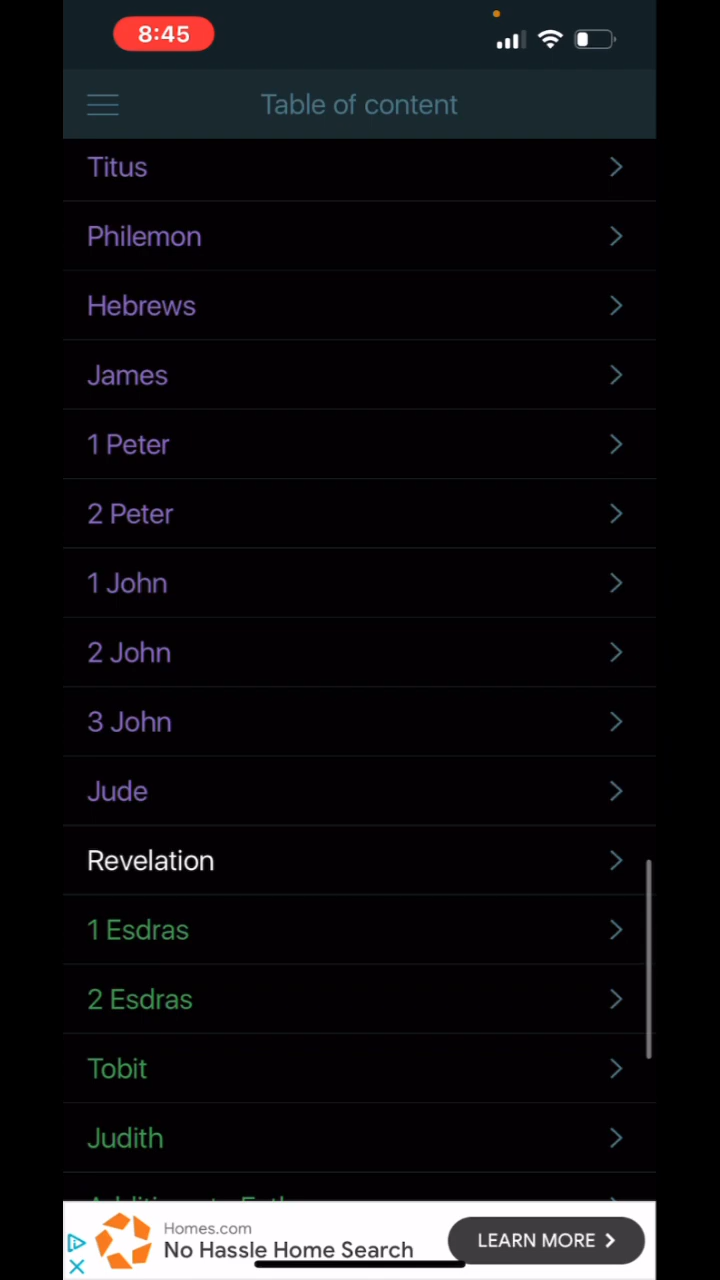 8:45
Table of content
Titus
Philemon
Hebrews
James
1 Peter
2 Peter
1 John
2 John
3 John
Jude
Revelation
1 Esdras
2 Esdras
Tobit
Judith
Homes.com
No Hassle Home Search
LEARN MORE